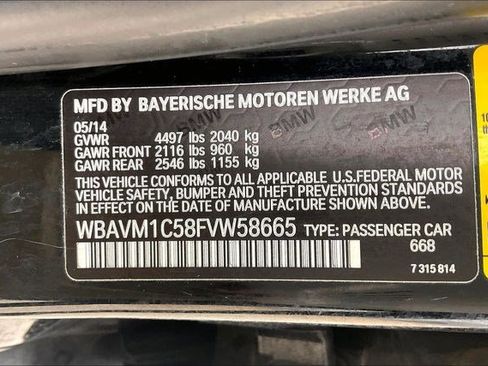 MFD BY BAYERISCHE MOTOREN WERKE AG
05/14
GVWR 4497 lbs 2040 kg
GAWR FRONT 2116 lbs 960 kg
GAWR REAR 2546 lbs 1155 kg
THIS VEHICLE CONFORMS TO ALL APPLICABLE U.S.FEDERAL MOTOR
VEHICLE SAFETY, BUMPER AND THEFT PREVENTION STANDARDS IN
EFFECT ON THE DATE OF MANUFACTURE SHOWN ABOVE.
WBAVM1C58FVW58665 TYPE: PASSENGER CAR
668
7 315 814
BMW
BMW